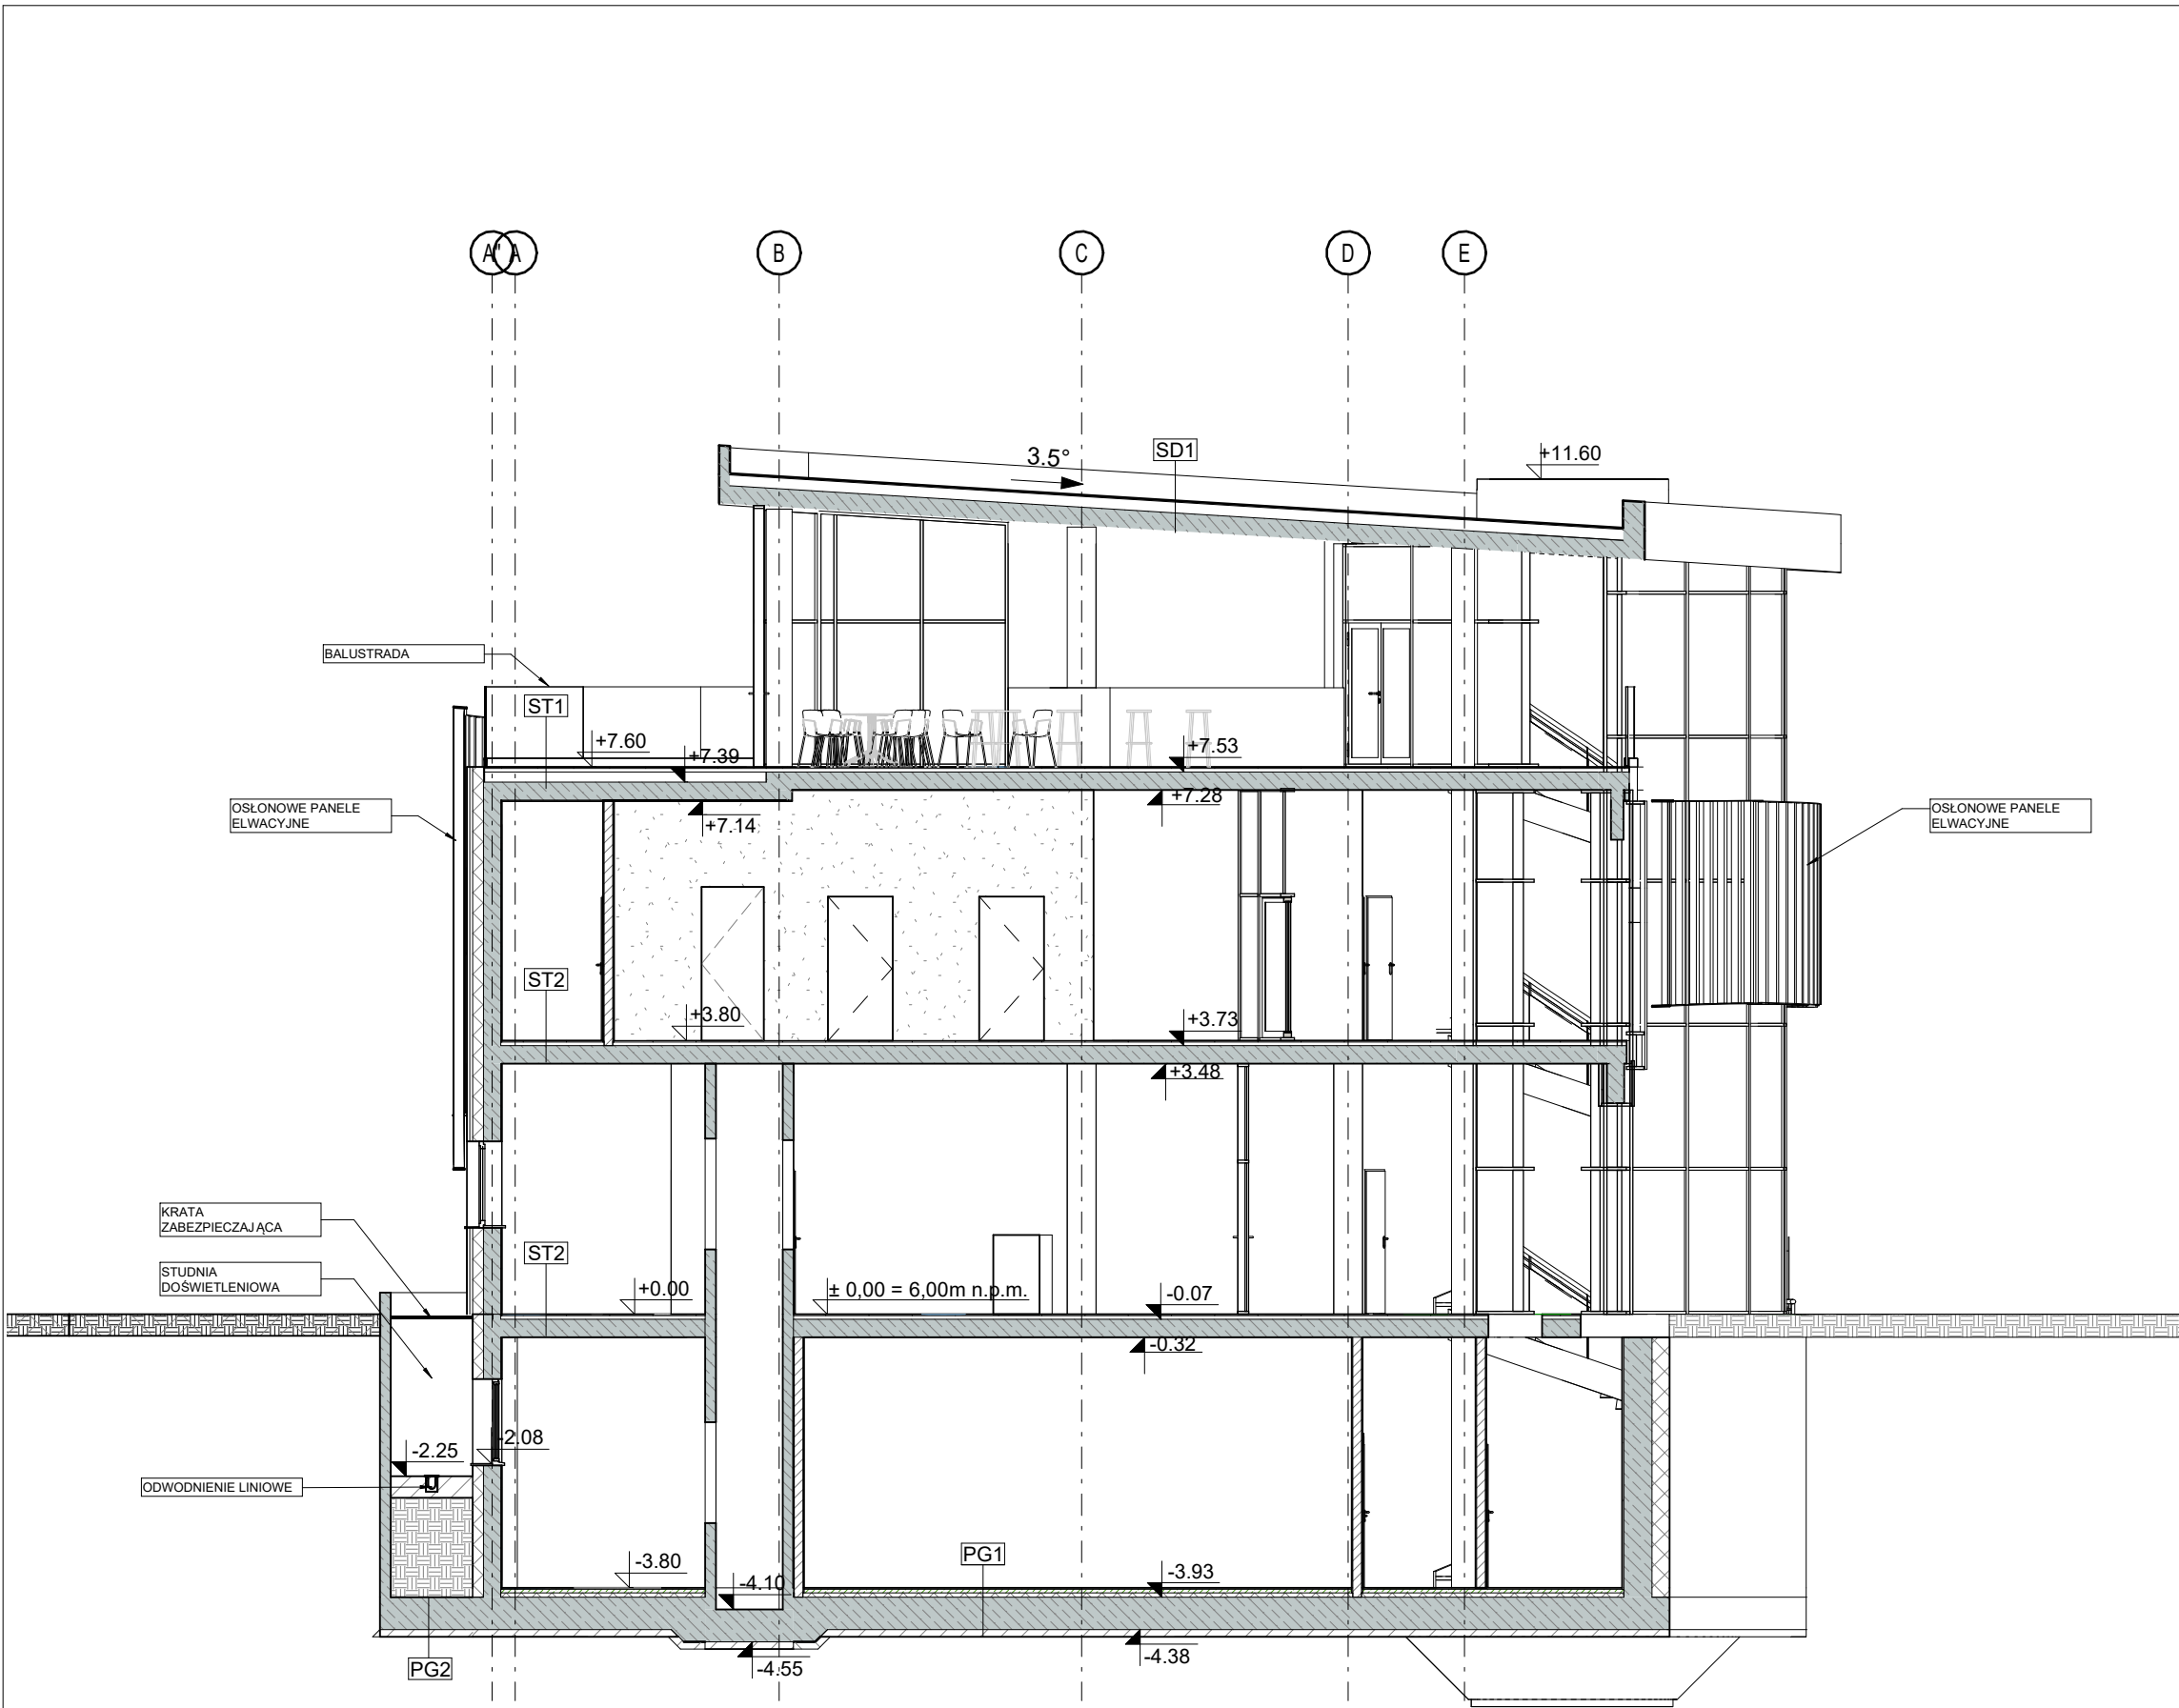 A" A B C D E
3.5°
SD1
+11.60
BALUSTRADA
ST1
+7.60
+7.39
+7.53
+7.28
+7.14
OSŁONOWE PANELE
ELWACYJNE
OSŁONOWE PANELE
ELWACYJNE
ST2
+3.80
+3.73
+3.48
KRATA
ZABEZPIECZAJĄCA
ST2
STUDNIA
DOŚWIETLENIOWA
+0.00
± 0,00 = 6,00m n.p.m.
-0.07
-0.32
-2.25
-2.08
ODWODNIENIE LINIOWE
-3.80
-4.10
PG1
-3.93
-4.38
-4.55
PG2